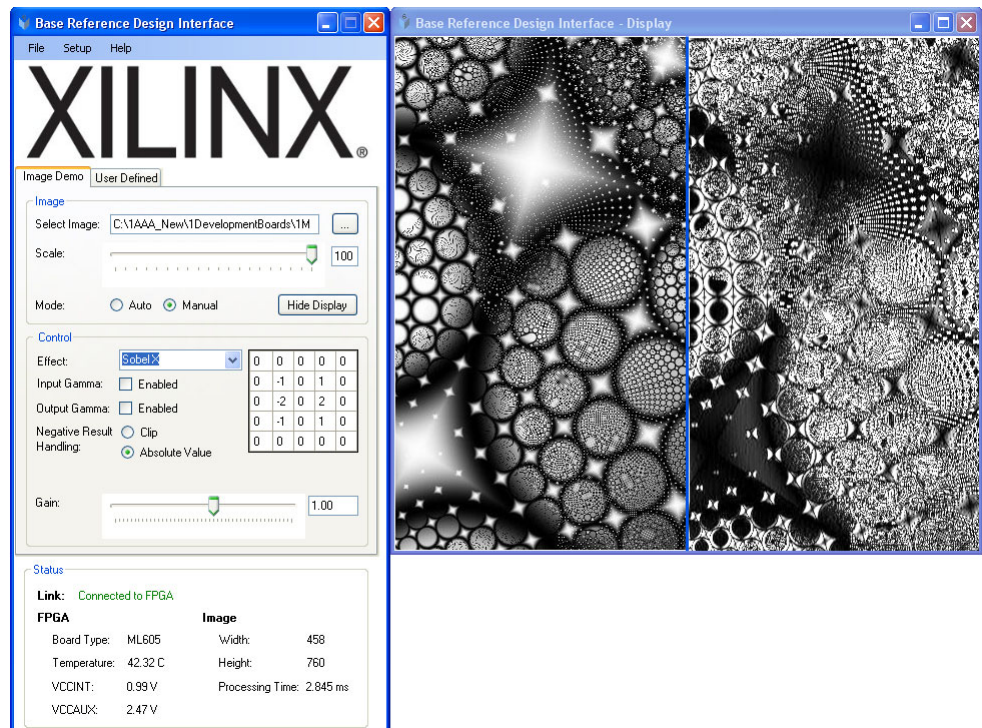 Base Reference Design Interface
File Setup Help
XILINX®
Image Demo User Defined
Image
Select Image: C:\1AAA_New\1DevelopmentBoards\1M ...
Scale: 100
Mode: Auto Manual Hide Display
Control
Effect: Sobel X
Input Gamma: Enabled
Output Gamma: Enabled
Negative Result Handing: Clip
Absolute Value
0 0 0 0 0
0 -1 0 1 0
0 -2 0 2 0
0 -1 0 1 0
0 0 0 0 0
Gain: 1.00
Status
Link: Connected to FPGA
FPGA Image
Board Type: ML605 Width: 458
Temperature: 42.32 C Height: 760
VCCINT: 0.99 V Processing Time: 2.845 ms
VCCAUX: 2.47 V
Base Reference Design Interface - Display